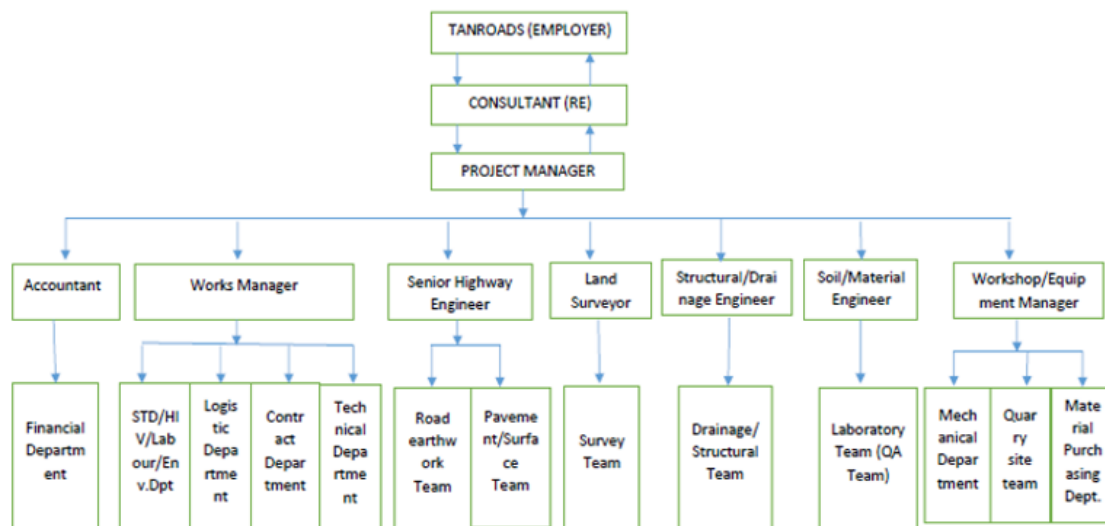 TANROADS (EMPLOYER)
CONSULTANT (RE)
PROJECT MANAGER
Accountant
Works Manager
Senior Highway
Engineer
Land
Surveyor
Structural/Drai
nage Engineer
Soil/Material
Engineer
Workshop/Equip
ment Manager
Financial
Departm
ent
STD/HI
V/Lab
our/En
v.Dpt
Logis
tic
Depa
rtme
nt
Contr
act
Depar
tment
Tech
nical
Depa
rtme
nt
Road
earthw
ork
Team
Paveme
nt/Surfa
ce
Team
Survey
Team
Drainage/
Structural
Team
Laboratory
Team (QA
Team)
Mech
anical
Depar
tment
Quar
ry
site
team
Mate
rial
Purch
asing
Dept.